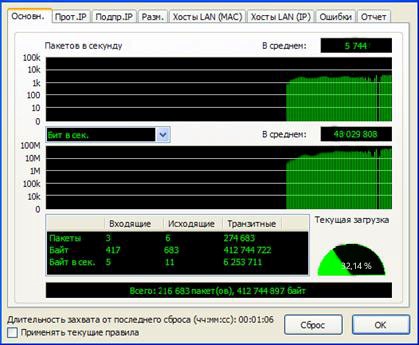 Основн. Прот.IP Подпр.IP Разм. Хосты LAN (MAC) Хосты LAN (IP) Ошибки Отчет
Пакетов в секунду В среднем: 5 744
100k
10k
1k
100
10
0
Бит в сек. В среднем: 48 029 808
100M
10M
1M
100k
10k
0
Входящие Исходящие Транзитные
Пакеты 3 6 274 683
Байт 417 683 412 744 722
Байт в сек. 5 11 6 253 711
Текущая загрузка
32,14 %
Всего: 216 683 пакет(ов), 412 744 897 байт
Длительность захвата от последнего сброса (чч:мм:сс): 00:01:06
Применять текущие правила
Сброс
OK